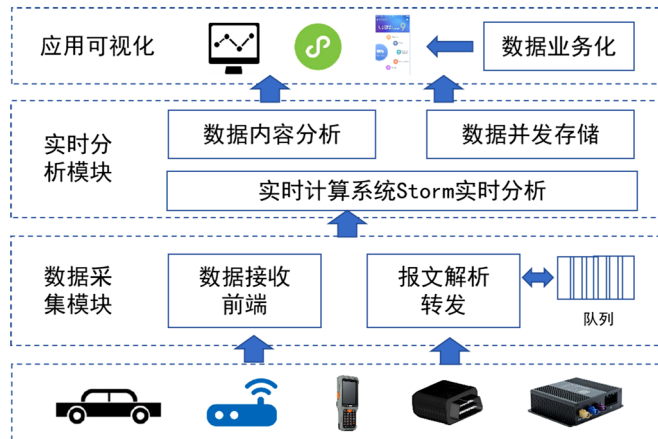 应用可视化
数据业务化
实时分
析模块
数据内容分析
数据并发存储
实时计算系统Storm实时分析
数据采
集模块
数据接收
前端
报文解析
转发
队列